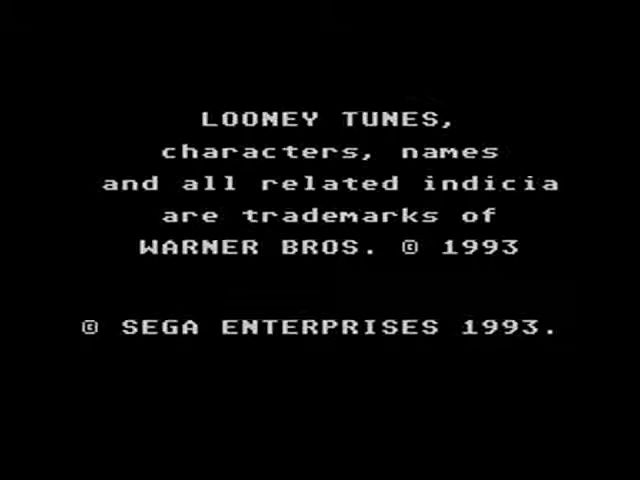 LOONEY TUNES,
characters, names
and all related indicia
are trademarks of
WARNER BROS. © 1993
© SEGA ENTERPRISES 1993.